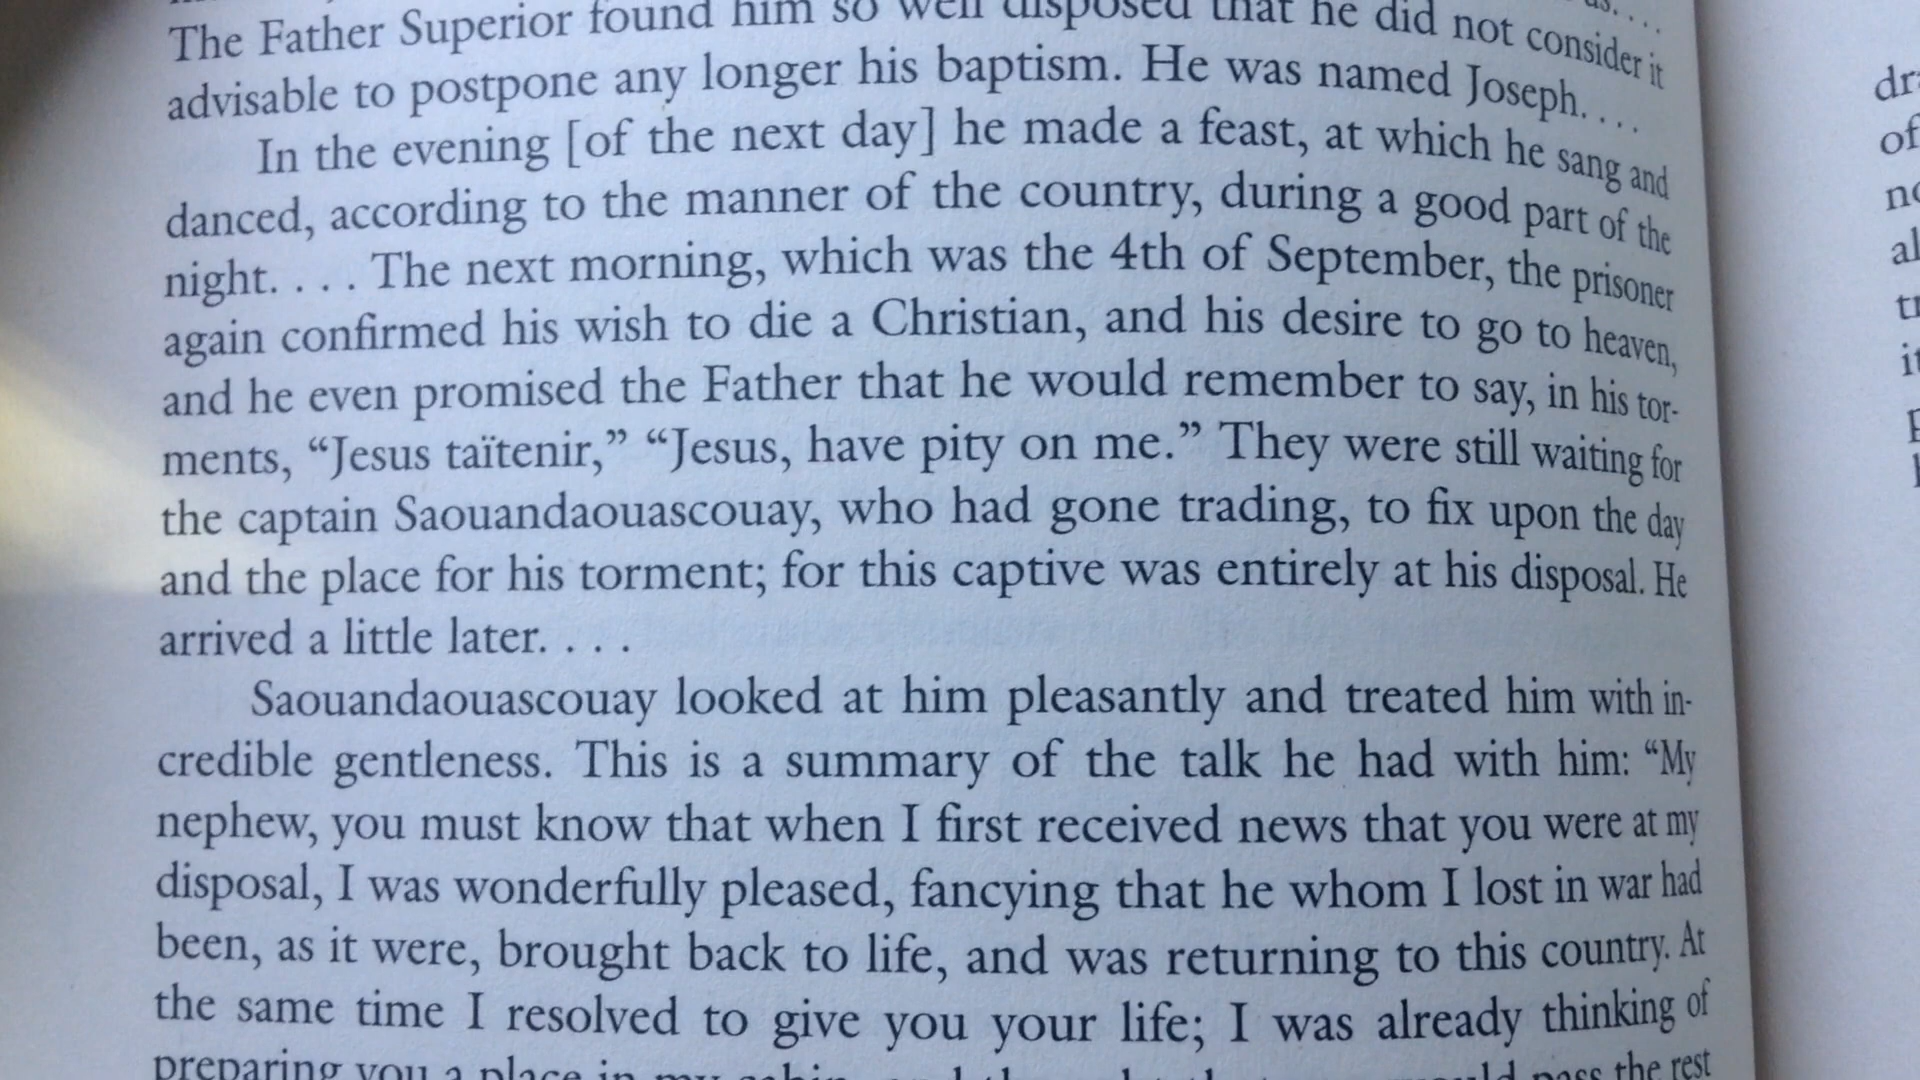 us. . . .
The Father Superior found him so well disposed that he did not consider it
advisable to postpone any longer his baptism. He was named Joseph. . . .
In the evening [of the next day] he made a feast, at which he sang and
danced, according to the manner of the country, during a good part of the
night. . . . The next morning, which was the 4th of September, the prisoner
again confirmed his wish to die a Christian, and his desire to go to heaven,
and he even promised the Father that he would remember to say, in his tor-
ments, “Jesus taïtenir,” “Jesus, have pity on me.” They were still waiting for
the captain Saouandaouascouay, who had gone trading, to fix upon the day
and the place for his torment; for this captive was entirely at his disposal. He
arrived a little later. . . .
Saouandaouascouay looked at him pleasantly and treated him with in-
credible gentleness. This is a summary of the talk he had with him: “My
nephew, you must know that when I first received news that you were at my
disposal, I was wonderfully pleased, fancying that he whom I lost in war had
been, as it were, brought back to life, and was returning to this country. At
the same time I resolved to give you your life; I was already thinking of
preparing you a place in my cabin, pass the rest
of